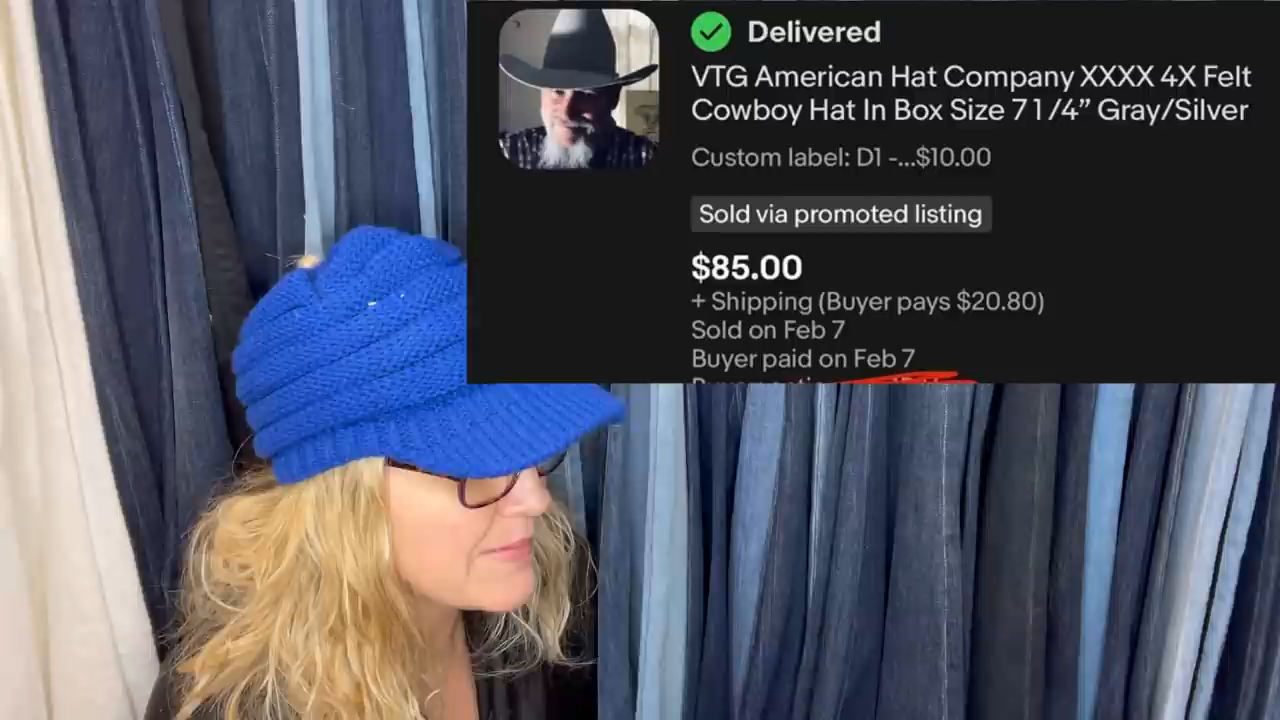 Delivered
VTG American Hat Company XXXX 4X Felt
Cowboy Hat In Box Size 7 1/4” Gray/Silver
Custom label: D1 -...$10.00
Sold via promoted listing
$85.00
+ Shipping (Buyer pays $20.80)
Sold on Feb 7
Buyer paid on Feb 7